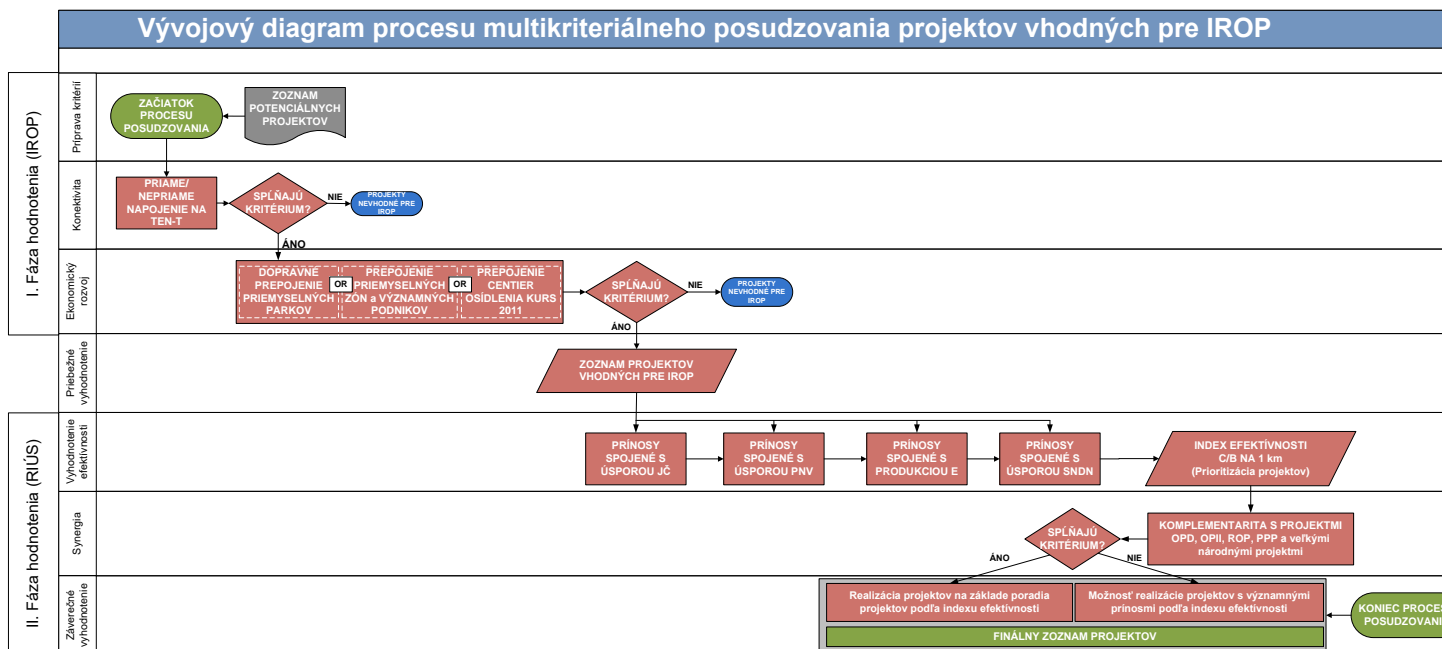 Vývojový diagram procesu multikriteriálneho posudzovania projektov vhodných pre IROP
I. Fáza hodnotenia (IROP)
Príprava kritérií
ZAČIATOK
PROCESU
POSUDZOVANIA
ZOZNAM
POTENCIÁLNYCH
PROJEKTOV
Konektivita
PRIAME/
NEPRIAME
NAPOJENIE NA
TEN-T
SPĹŇAJÚ
KRITÉRIUM?
NIE
PROJEKTY
NEVHODNÉ PRE
IROP
ÁNO
Ekonomický
rozvoj
DOPRAVNÉ
PREPOJENIE
PRIEMYSELNÝCH
PARKOV
OR
PREPOJENIE
PRIEMYSELNÝCH
ZÓN a VÝZNAMNÝCH
PODNIKOV
OR
PREPOJENIE
CENTIER
OSÍDLENIA KURS
2011
SPĹŇAJÚ
KRITÉRIUM?
NIE
PROJEKTY
NEVHODNÉ PRE
IROP
ÁNO
Priebežné
vyhodnotenie
ZOZNAM PROJEKTOV
VHODNÝCH PRE IROP
II. Fáza hodnotenia (RIÚS)
Vyhodnotenie
efektívnosti
PRÍNOSY
SPOJENÉ S
ÚSPOROU JČ
PRÍNOSY
SPOJENÉ S
ÚSPOROU PNV
PRÍNOSY
SPOJENÉ S
PRODUKCIOU E
PRÍNOSY
SPOJENÉ S
ÚSPOROU SNDN
INDEX EFEKTÍVNOSTI
C/B NA 1 km
(Prioritizácia projektov)
Synergia
SPĹŇAJÚ
KRITÉRIUM?
KOMPLEMENTARITA S PROJEKTMI
OPD, OPII, ROP, PPP a veľkými
národnými projektmi
ÁNO
NIE
Záverečné
vyhodnotenie
Realizácia projektov na základe poradia
projektov podľa indexu efektívnosti
Možnosť realizácie projektov s významnými
prínosmi podľa indexu efektívnosti
FINÁLNY ZOZNAM PROJEKTOV
KONIEC PROCES
POSUDZOVANI